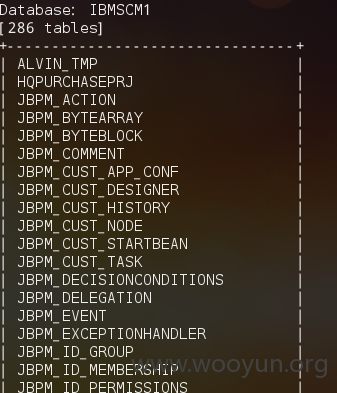 Database: IBMSCM1
[286 tables]
+-------------------------------+
| ALVIN_TMP |
| HQPURCHASEPRJ |
| JBPM_ACTION |
| JBPM_BYTEARRAY |
| JBPM_BYTEBLOCK |
| JBPM_COMMENT |
| JBPM_CUST_APP_CONF |
| JBPM_CUST_DESIGNER |
| JBPM_CUST_HISTORY |
| JBPM_CUST_NODE |
| JBPM_CUST_STARTBEAN |
| JBPM_CUST_TASK |
| JBPM_DECISIONCONDITIONS |
| JBPM_DELEGATION |
| JBPM_EVENT |
| JBPM_EXCEPTIONHANDLER |
| JBPM_ID_GROUP |
| JBPM_ID_MEMBERSHIP |
| JBPM_ID_PERMISSIONS |
www.wooyun.org